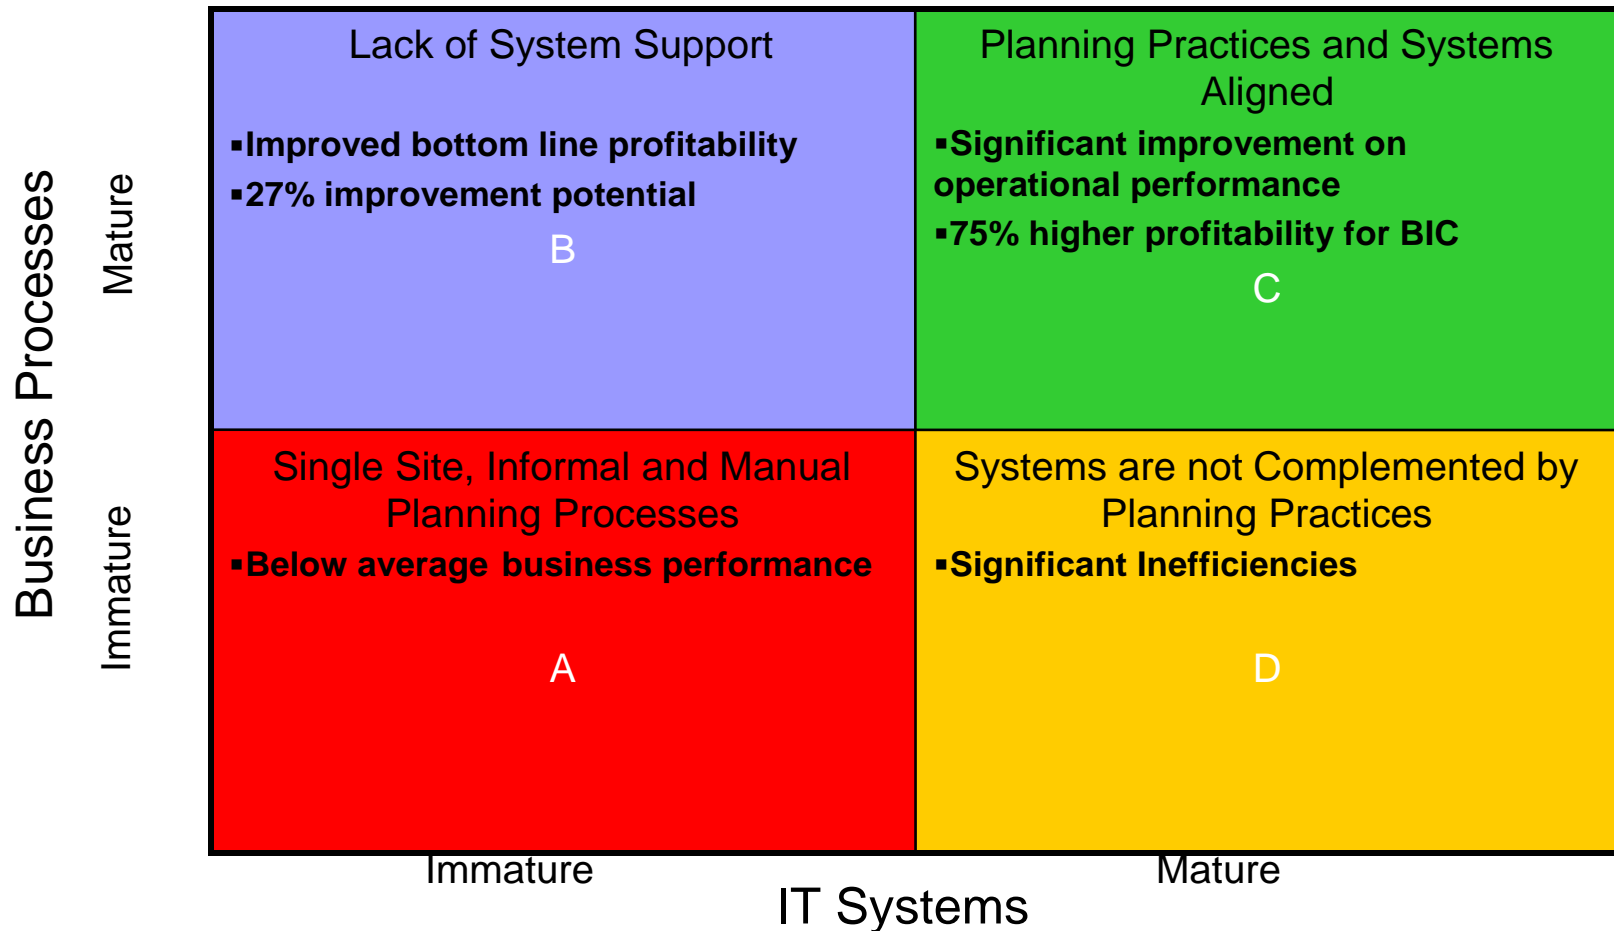 Business Processes
Mature
Immature
Lack of System Support
▪Improved bottom line profitability
▪27% improvement potential
B
Planning Practices and Systems
Aligned
▪Significant improvement on
operational performance
▪75% higher profitability for BIC
C
Single Site, Informal and Manual
Planning Processes
▪Below average business performance
A
Systems are not Complemented by
Planning Practices
▪Significant Inefficiencies
D
Immature
Mature
IT Systems